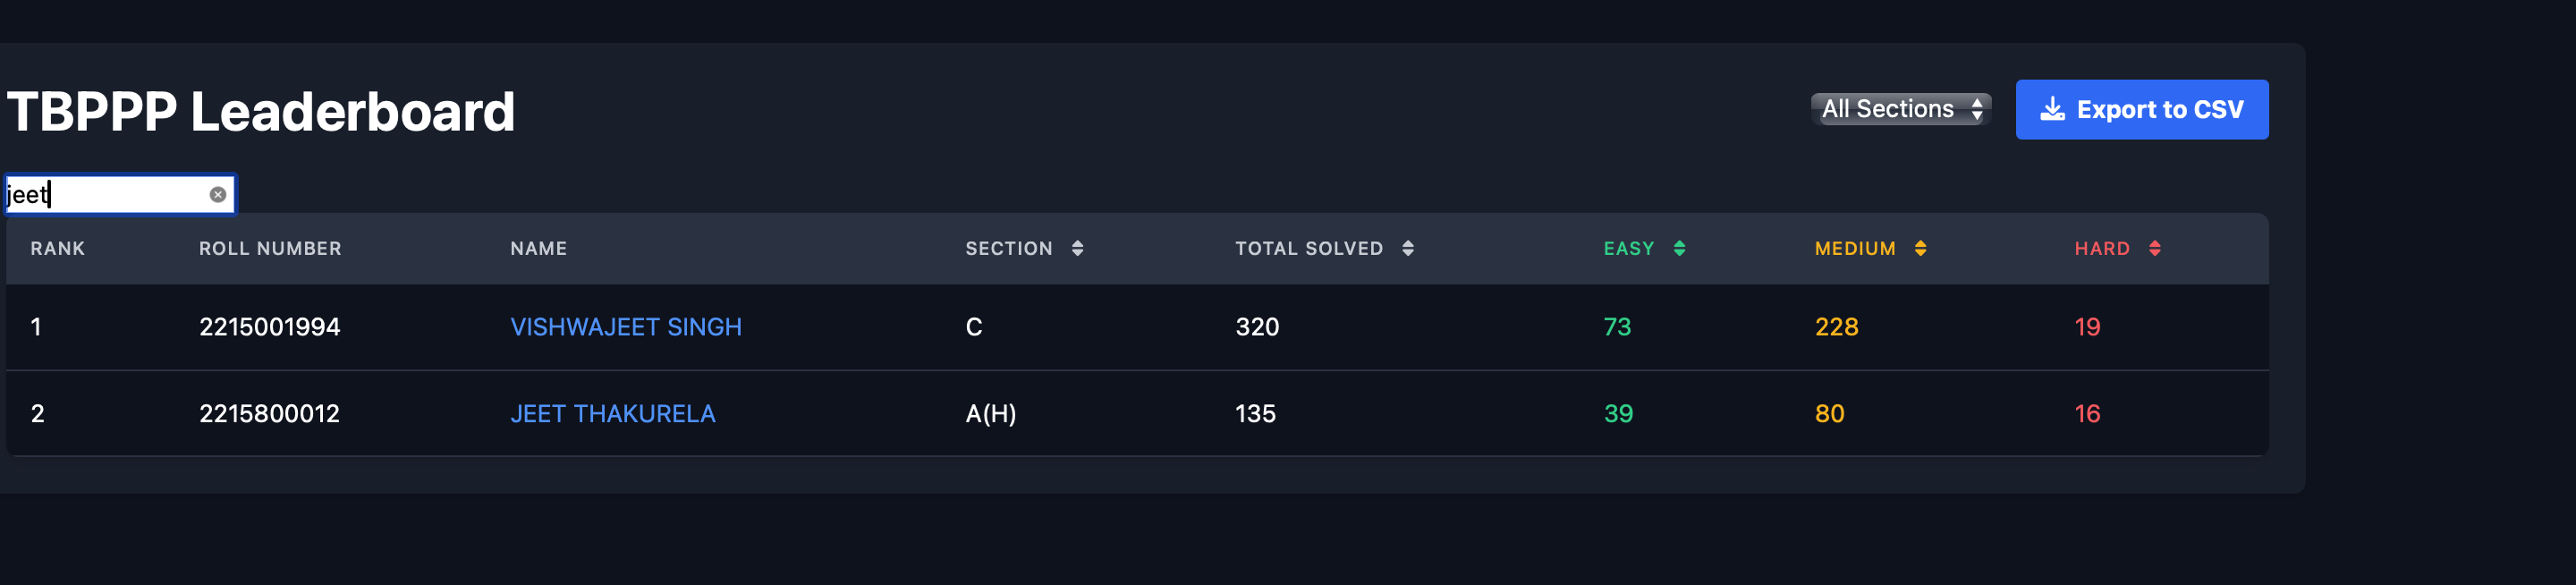 TBPPP Leaderboard
All Sections
Export to CSV
jeet
RANK ROLL NUMBER NAME SECTION TOTAL SOLVED EASY MEDIUM HARD
1 2215001994 VISHWAJEET SINGH C 320 73 228 19
2 2215800012 JEET THAKURELA A(H) 135 39 80 16